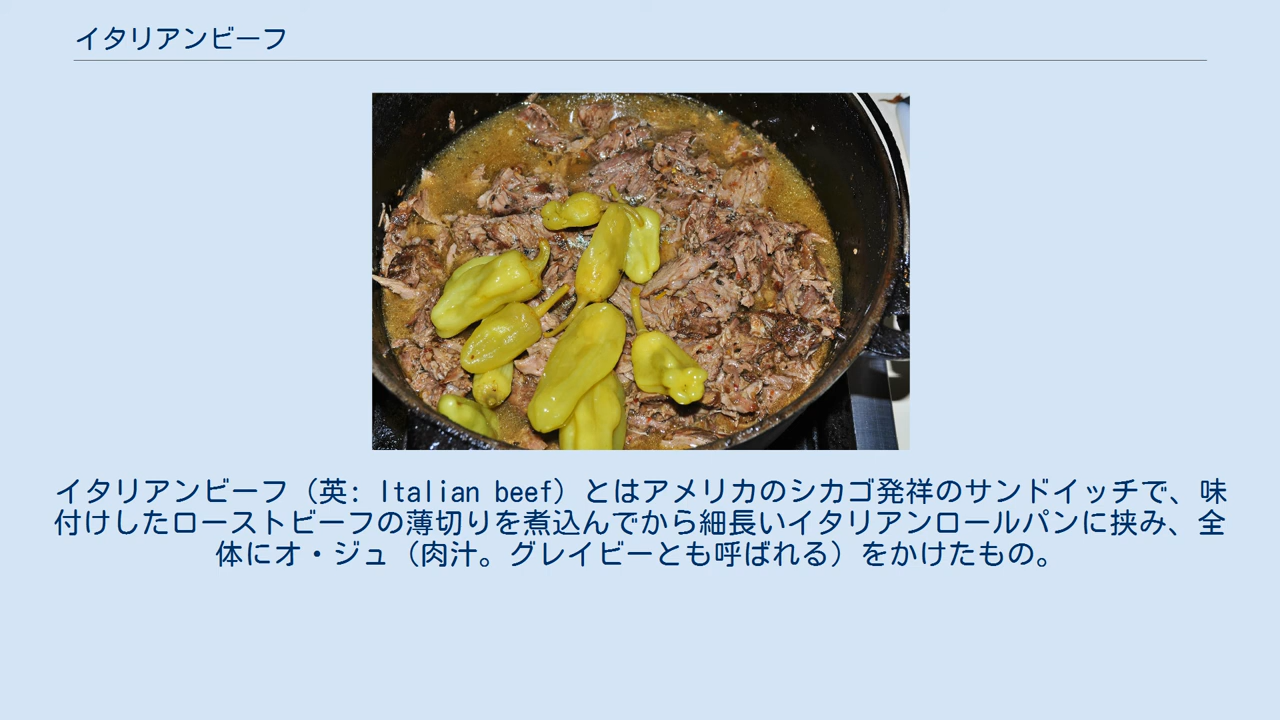 イタリアンビーフ
イタリアンビーフ（英: Italian beef）とはアメリカのシカゴ発祥のサンドイッチで、味
付けしたローストビーフの薄切りを煮込んでから細長いイタリアンロールパンに挟み、全
体にオ・ジュ（肉汁。グレイビーとも呼ばれる）をかけたもの。